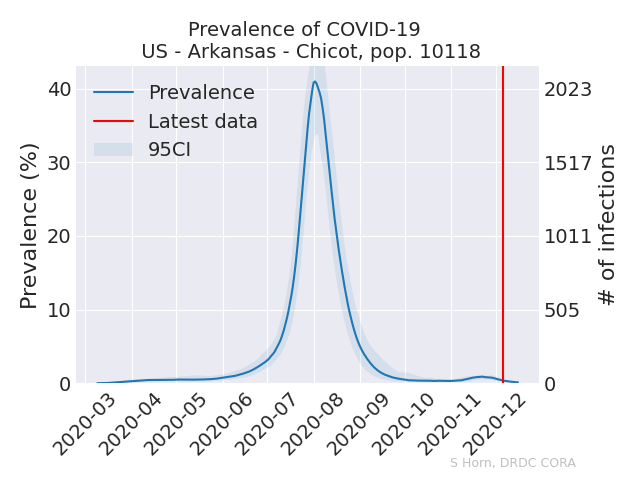 Prevalence of COVID-19
US - Arkansas - Chicot, pop. 10118
Prevalence
Latest data
95CI
Prevalence (%)
40
30
20
10
0
# of infections
2023
1517
1011
505
0
2020-03
2020-04
2020-05
2020-06
2020-07
2020-08
2020-09
2020-10
2020-11
2020-12
S Horn, DRDC CORA